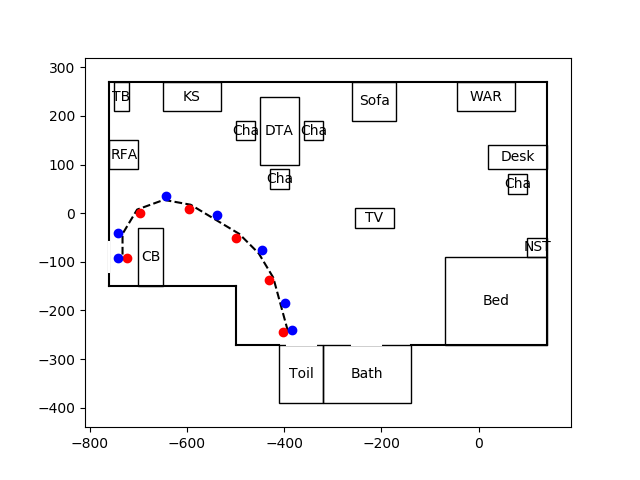 300
200
100
0
−100
−200
−300
−400
TB
KS
Sofa
WAR
Cha
DTA
Cha
RFA
Desk
Cha
Cha
TV
NST
CB
Bed
Toil
Bath
−800
−600
−400
−200
0